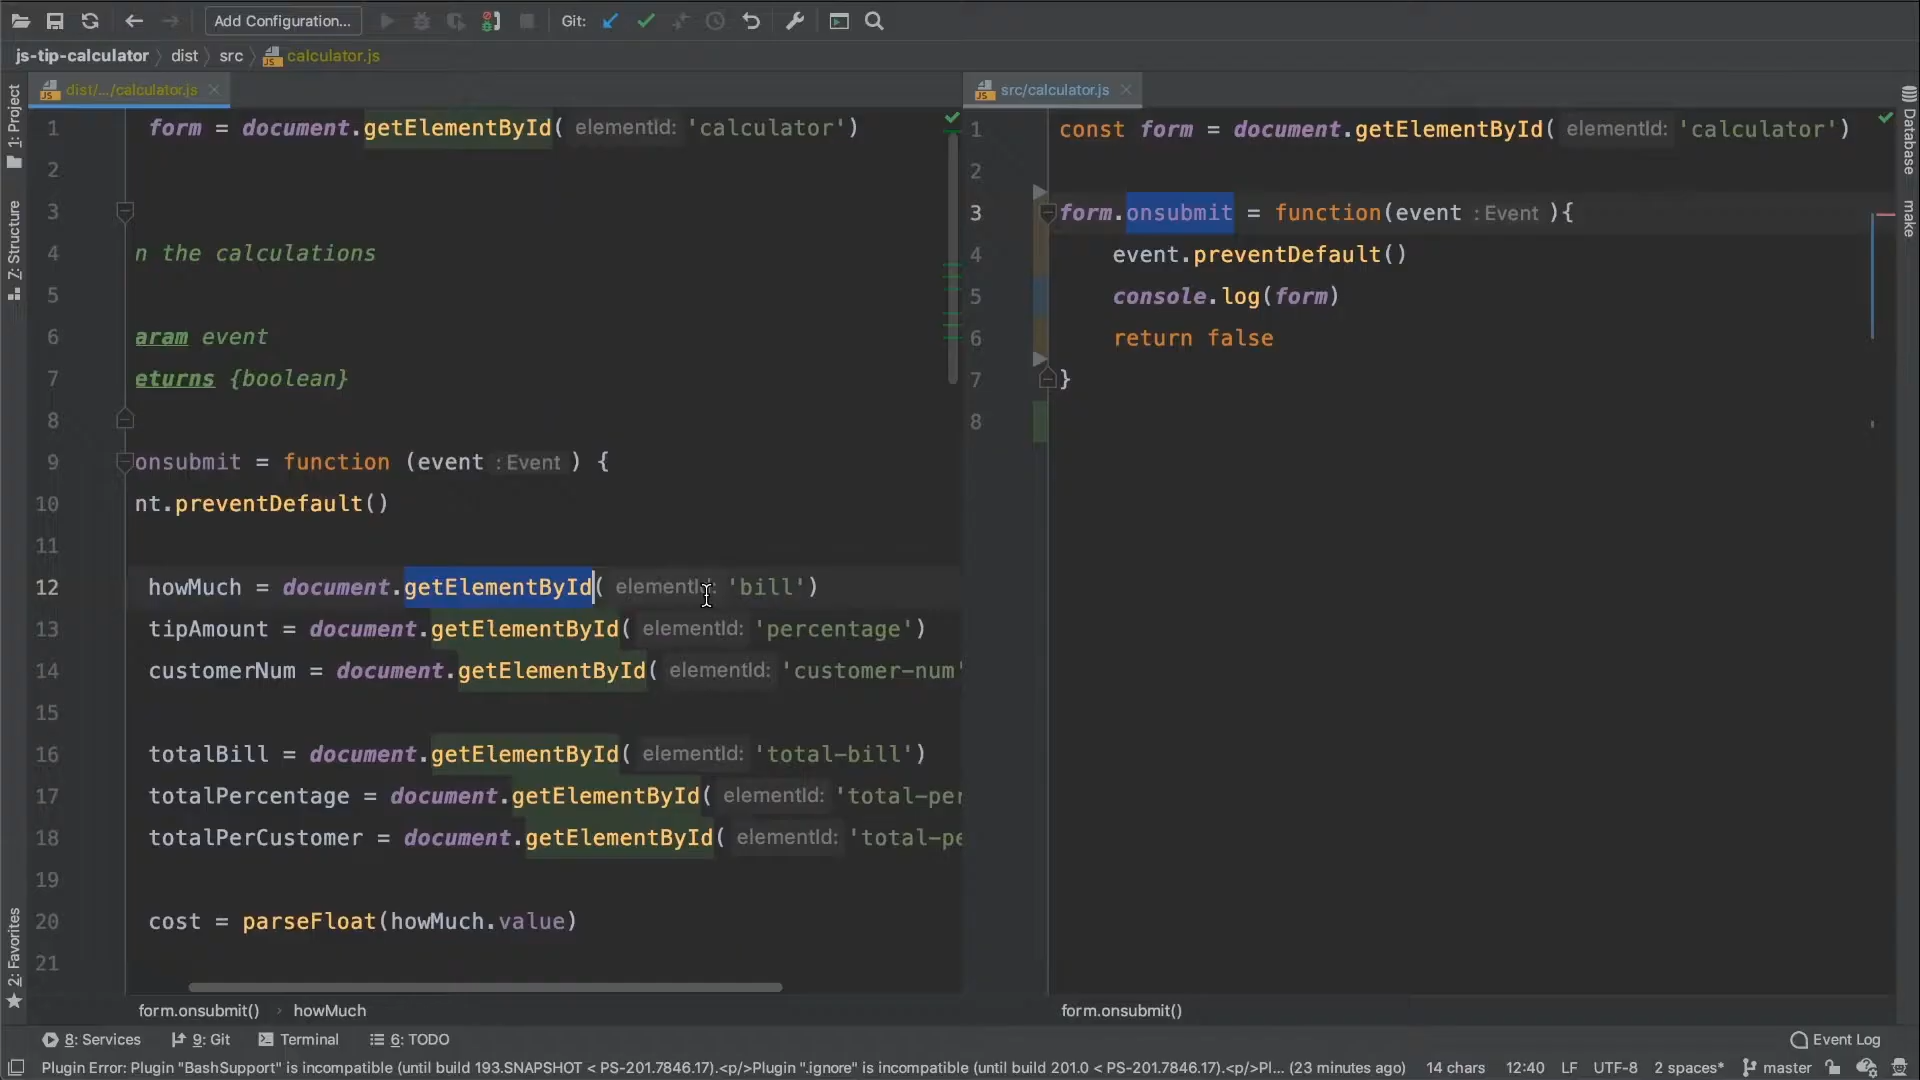 Add Configuration...
Git:
js-tip-calculator
dist
src
calculator.js
dist/.../calculator.js
1 form = document.getElementById( elementId: 'calculator')
2
3
4 n the calculations
5
6 aram event
7 eturns {boolean}
8
9 onsubmit = function (event :Event ) {
10 nt.preventDefault()
11
12 howMuch = document.getElementById( elementId: 'bill')
13 tipAmount = document.getElementById( elementId: 'percentage')
14 customerNum = document.getElementById( elementId: 'customer-num'
15
16 totalBill = document.getElementById( elementId: 'total-bill')
17 totalPercentage = document.getElementById( elementId: 'total-per
18 totalPerCustomer = document.getElementById( elementId: 'total-pe
19
20 cost = parseFloat(howMuch.value)
21
form.onsubmit()
howMuch
src/calculator.js
1 const form = document.getElementById( elementId: 'calculator')
2
3 form.onsubmit = function(event :Event ){
4 event.preventDefault()
5 console.log(form)
6 return false
7 }
8
form.onsubmit()
1: Project
7: Structure
2: Favorites
Database
make
8: Services
9: Git
Terminal
6: TODO
Event Log
Plugin Error: Plugin "BashSupport" is incompatible (until build 193.SNAPSHOT < PS-201.7846.17).<p/>Plugin ".ignore" is incompatible (until build 201.0 < PS-201.7846.17).<p/>Pl... (23 minutes ago)
14 chars
12:40
LF
UTF-8
2 spaces*
master